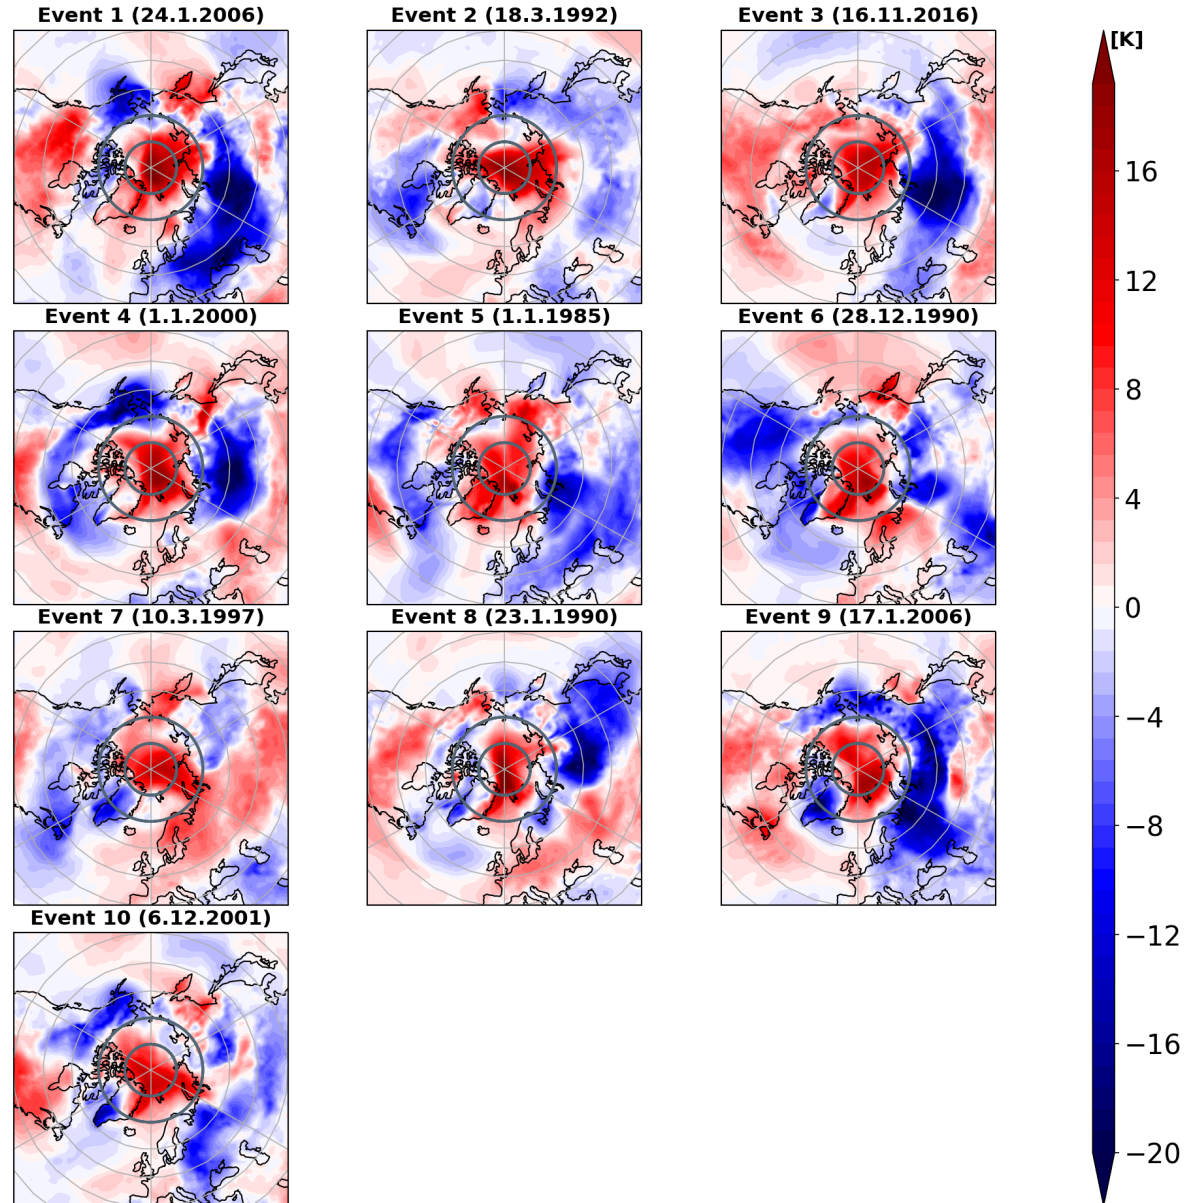 Event 1 (24.1.2006)
Event 2 (18.3.1992)
Event 3 (16.11.2016)
[K]
Event 4 (1.1.2000)
Event 5 (1.1.1985)
Event 6 (28.12.1990)
Event 7 (10.3.1997)
Event 8 (23.1.1990)
Event 9 (17.1.2006)
Event 10 (6.12.2001)
16
12
8
4
0
−4
−8
−12
−16
−20